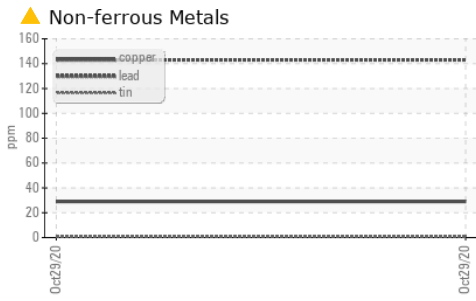 Non-ferrous Metals
160
140
120
100
80
60
40
20
0
ppm
copper
lead
tin
Oct29/20
Oct29/20